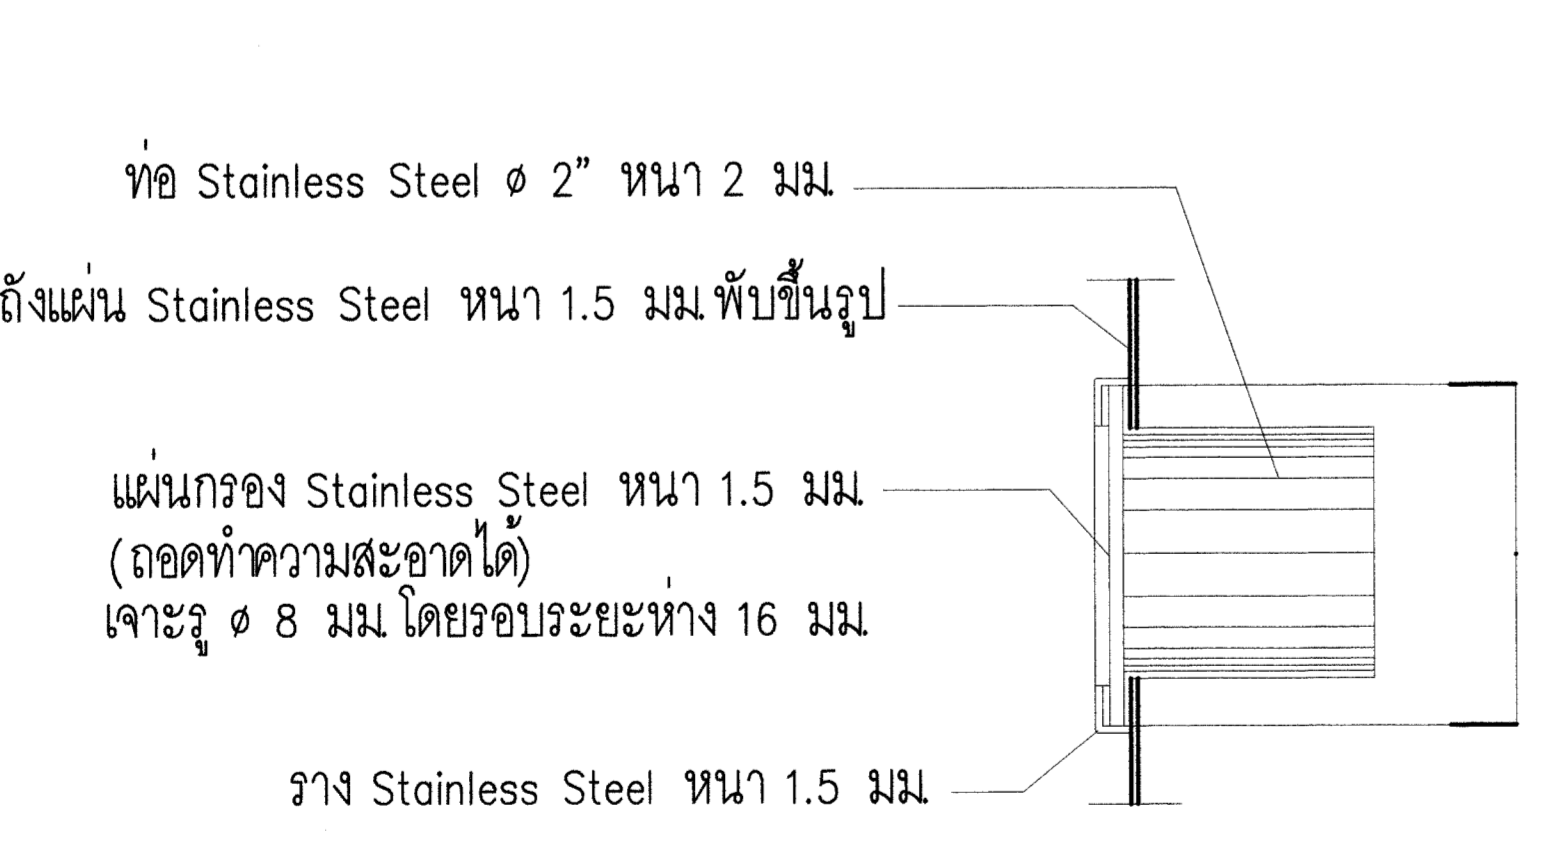 ท่อ Stainless Steel ø 2” หนา 2 มม.
ถังแผ่น Stainless Steel หนา 1.5 มม. พับขึ้นรูป
แผ่นกรอง Stainless Steel หนา 1.5 มม.
(ถอดทำความสะอาดได้)
เจาะรู ø 8 มม. โดยรอบระยะห่าง 16 มม.
ราง Stainless Steel หนา 1.5 มม.